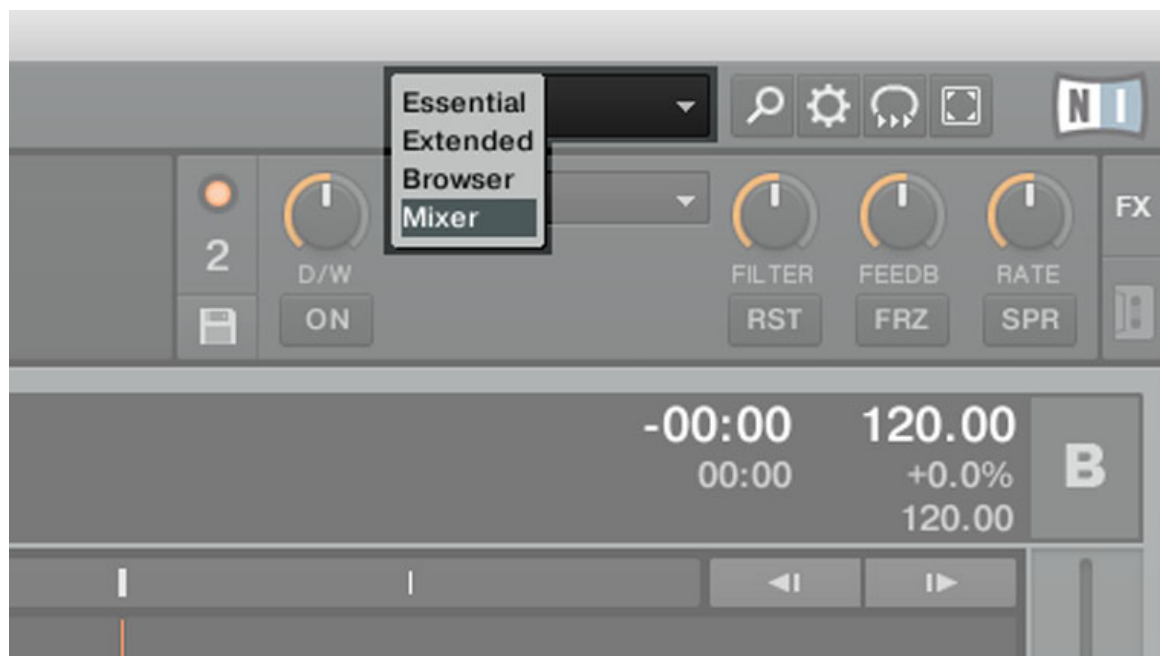 Essential
Extended
Browser
Mixer
N I
FX
2
D/W
FILTER
FEEDB
RATE
ON
RST
FRZ
SPR
-00:00 120.00
00:00 +0.0%
120.00
B